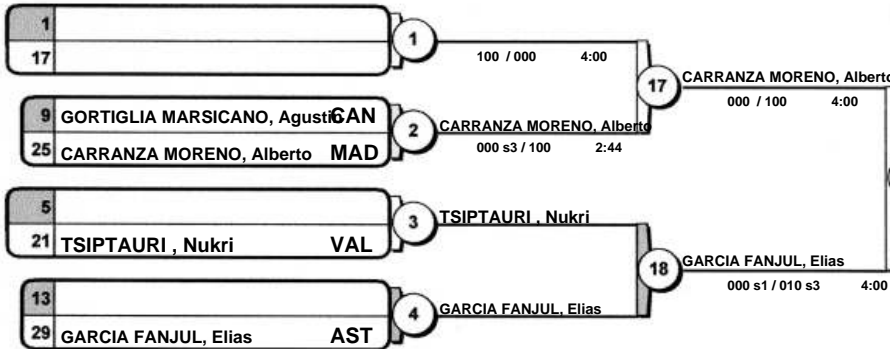 1
17
1
100 / 000 4:00
17
CARRANZA MORENO, Alberto
000 / 100 4:00
9 GORTIGLIA MARSICANO, Agustin CAN
25 CARRANZA MORENO, Alberto MAD
2
CARRANZA MORENO, Alberto
000 s3 / 100 2:44
5
21 TSIPTAURI , Nukri VAL
3
TSIPTAURI , Nukri
18
GARCIA FANJUL, Elias
000 s1 / 010 s3 4:00
13
29 GARCIA FANJUL, Elias AST
4
GARCIA FANJUL, Elias